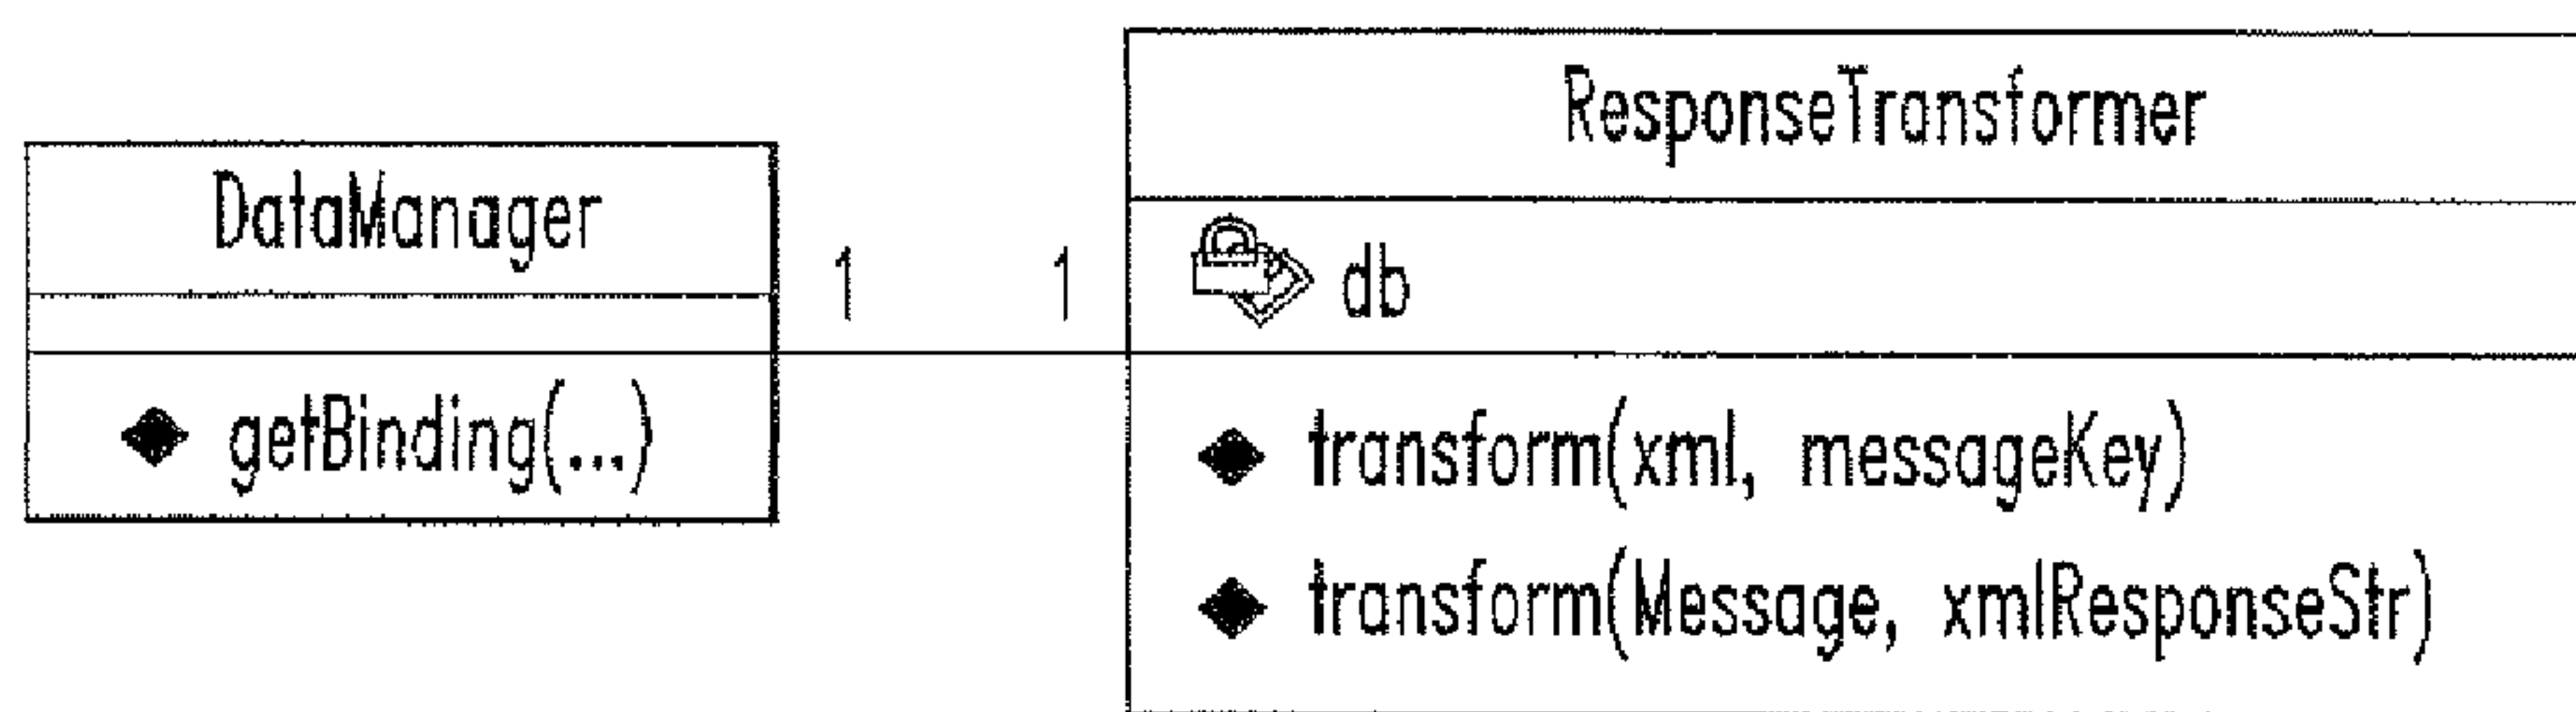 DataManager
getBinding(...)
1
1
ResponseTransformer
db
transform(xml, messageKey)
transform(Message, xmlResponseStr)